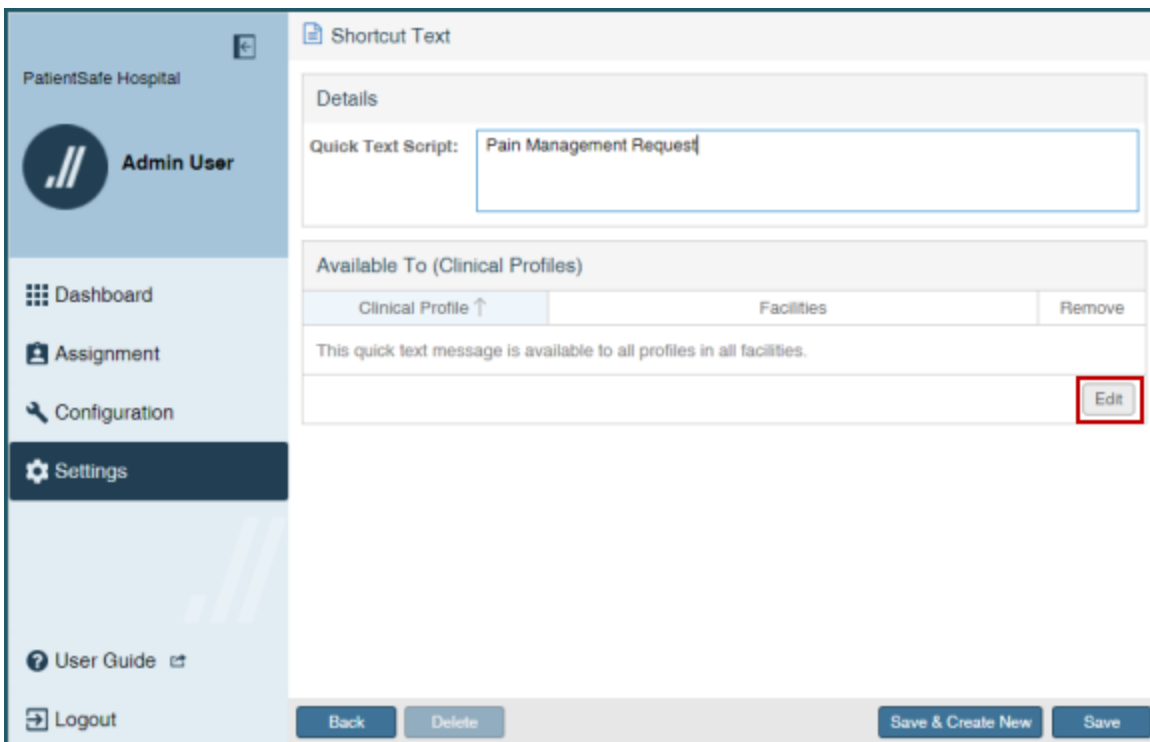 Shortcut Text
PatientSafe Hospital
Admin User
Dashboard
Assignment
Configuration
Settings
User Guide
Logout
Details
Quick Text Script: Pain Management Request
Available To (Clinical Profiles)
Clinical Profile ↑ Facilities Remove
This quick text message is available to all profiles in all facilities.
Edit
Back Delete Save & Create New Save